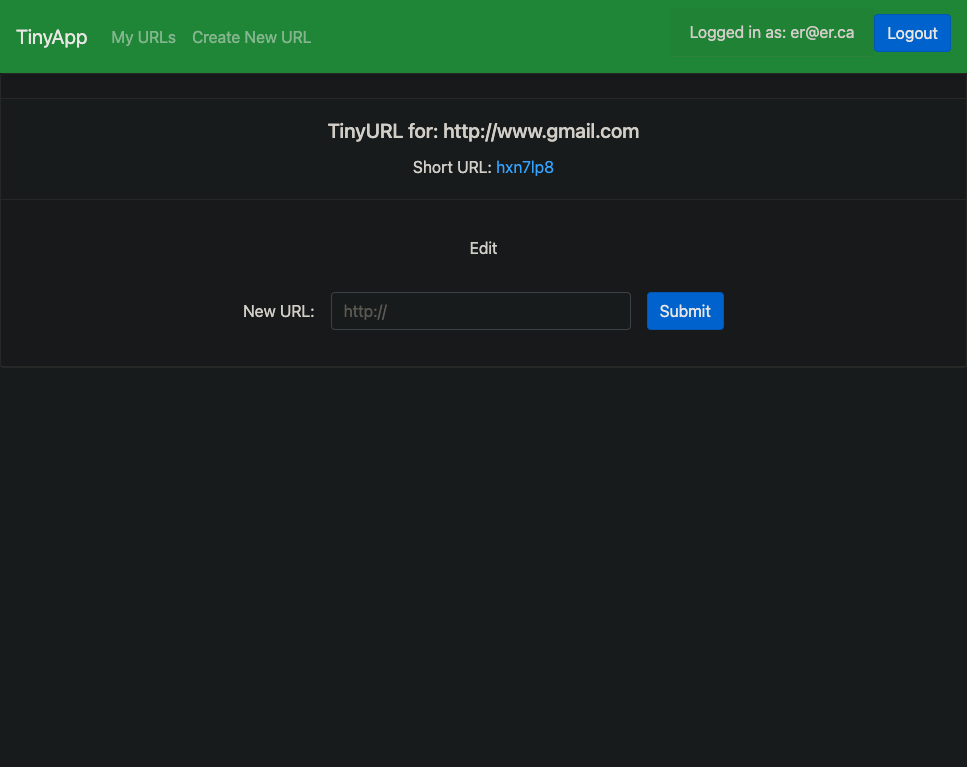 TinyApp My URLs Create New URL Logged in as: er@er.ca Logout
TinyURL for: http://www.gmail.com
Short URL: hxn7lp8
Edit
New URL: http:// Submit